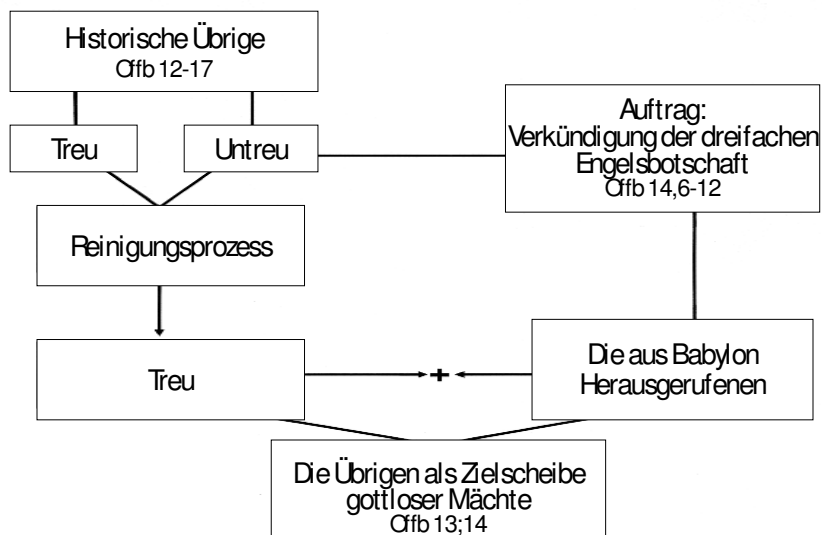 Historische Übrige
Offb 12-17
Treu
Untreu
Auftrag:
Verkündigung der dreifachen
Engelsbotschaft
Offb 14,6-12
Reinigungsprozess
Treu
+
Die aus Babylon
Herausgerufenen
Die Übrigen als Zielscheibe
gottloser Mächte
Offb 13;14